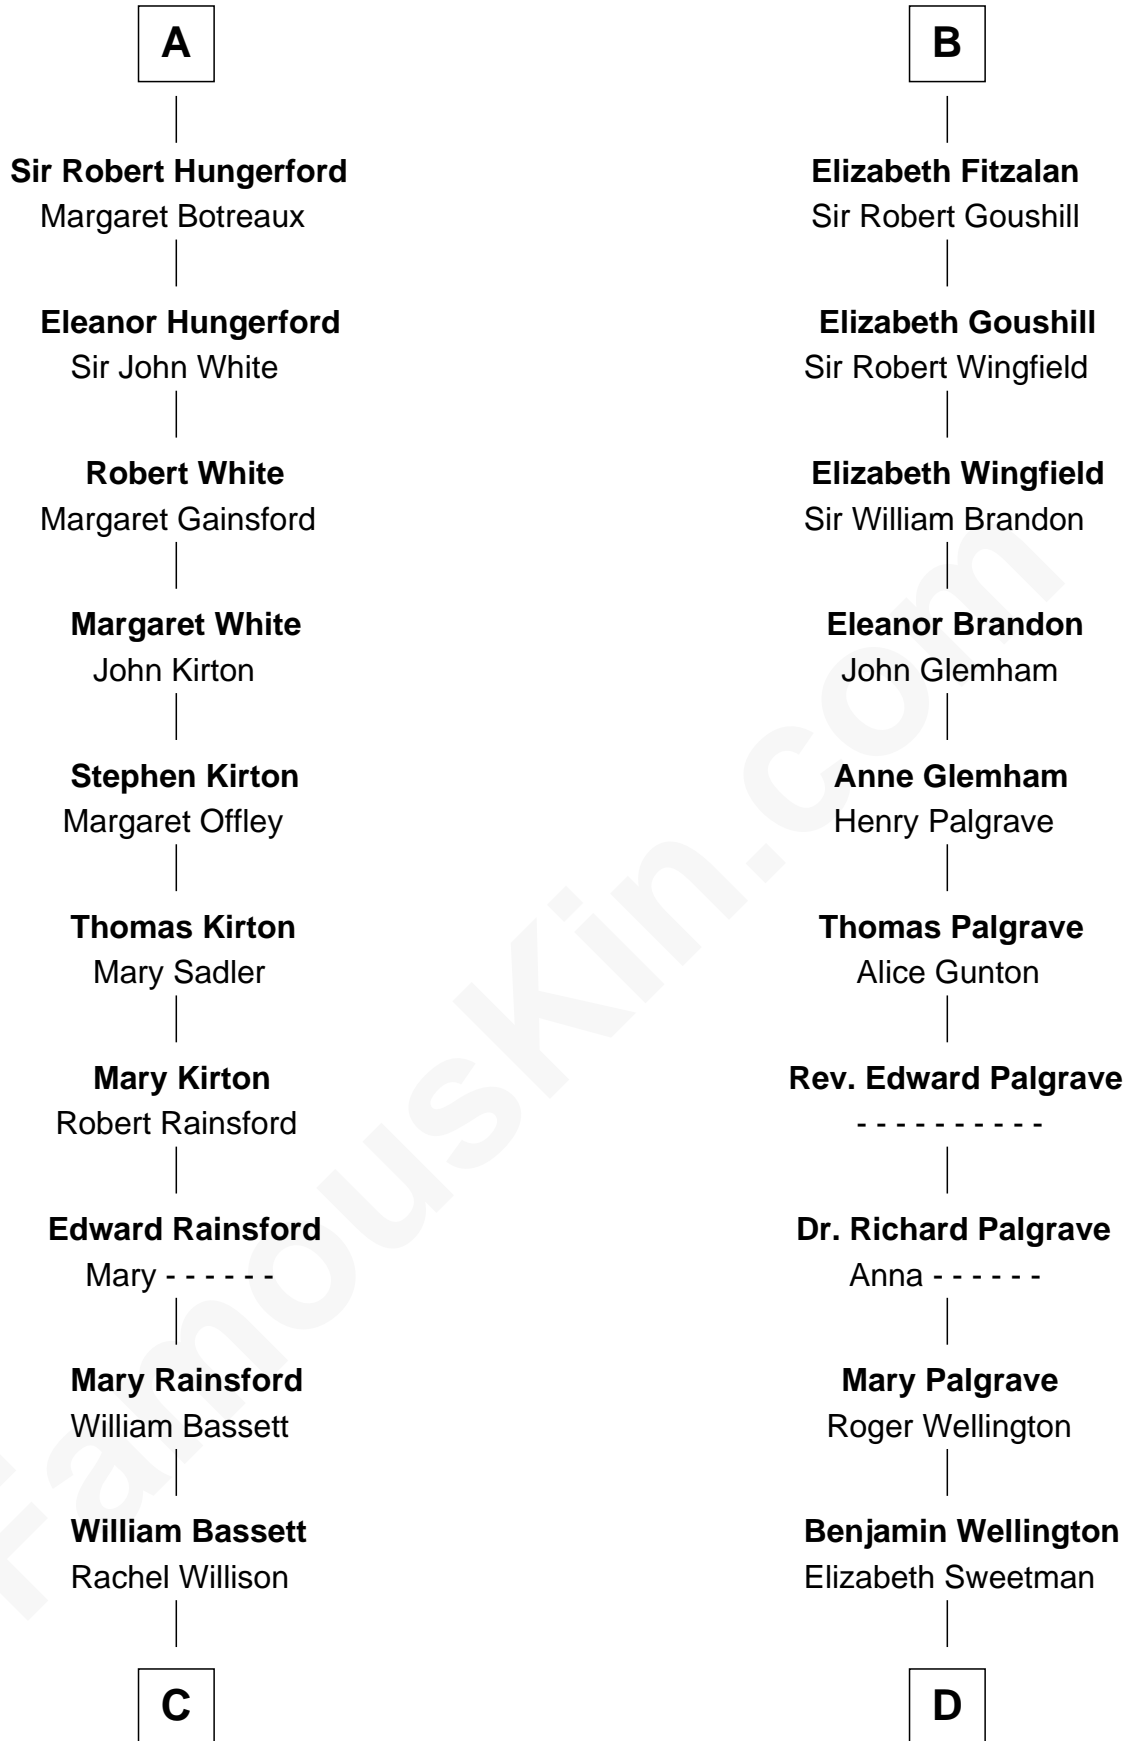 A
Sir Robert Hungerford
Margaret Botreaux
Eleanor Hungerford
Sir John White
Robert White
Margaret Gainsford
Margaret White
John Kirton
Stephen Kirton
Margaret Offley
Thomas Kirton
Mary Sadler
Mary Kirton
Robert Rainsford
Edward Rainsford
Mary - - - - - -
Mary Rainsford
William Bassett
William Bassett
Rachel Willison
C
B
Elizabeth Fitzalan
Sir Robert Goushill
Elizabeth Goushill
Sir Robert Wingfield
Elizabeth Wingfield
Sir William Brandon
Eleanor Brandon
John Glemham
Anne Glemham
Henry Palgrave
Thomas Palgrave
Alice Gunton
Rev. Edward Palgrave
- - - - - - - - - -
Dr. Richard Palgrave
Anna - - - - - -
Mary Palgrave
Roger Wellington
Benjamin Wellington
Elizabeth Sweetman
D
FamousKin.com